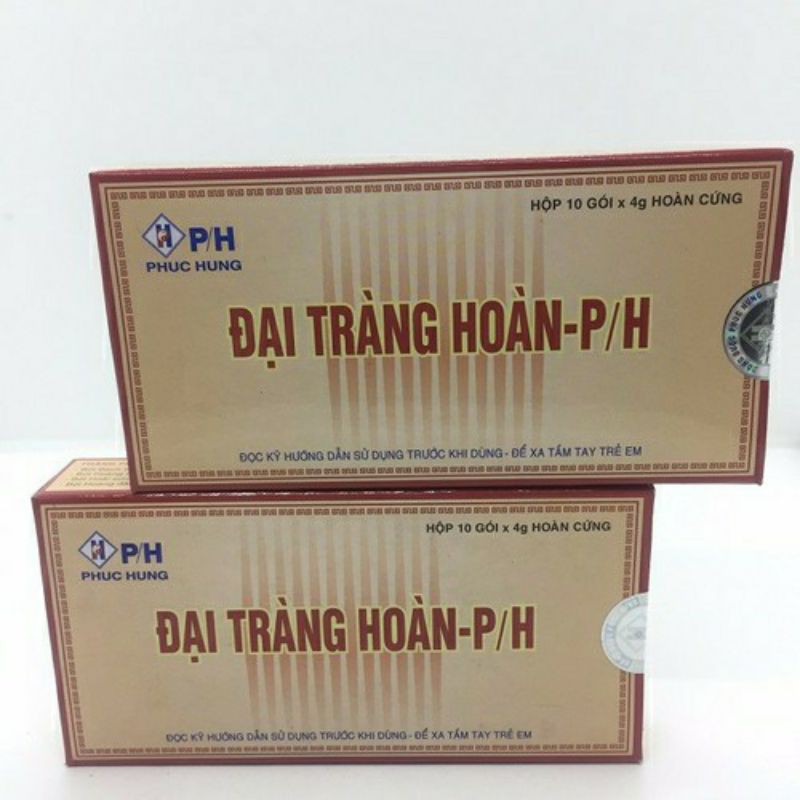 HỘP 10 GÓI x 4g HOÀN CỨNG
P/H
PHUC HUNG
ĐẠI TRÀNG HOÀN-P/H
ĐỌC KỸ HƯỚNG DẪN SỬ DỤNG TRƯỚC KHI DÙNG - ĐỂ XA TẦM TAY TRẺ EM
HỘP 10 GÓI x 4g HOÀN CỨNG
P/H
PHUC HUNG
ĐẠI TRÀNG HOÀN-P/H
ĐỌC KỸ HƯỚNG DẪN SỬ DỤNG TRƯỚC KHI DÙNG - ĐỂ XA TẦM TAY TRẺ EM